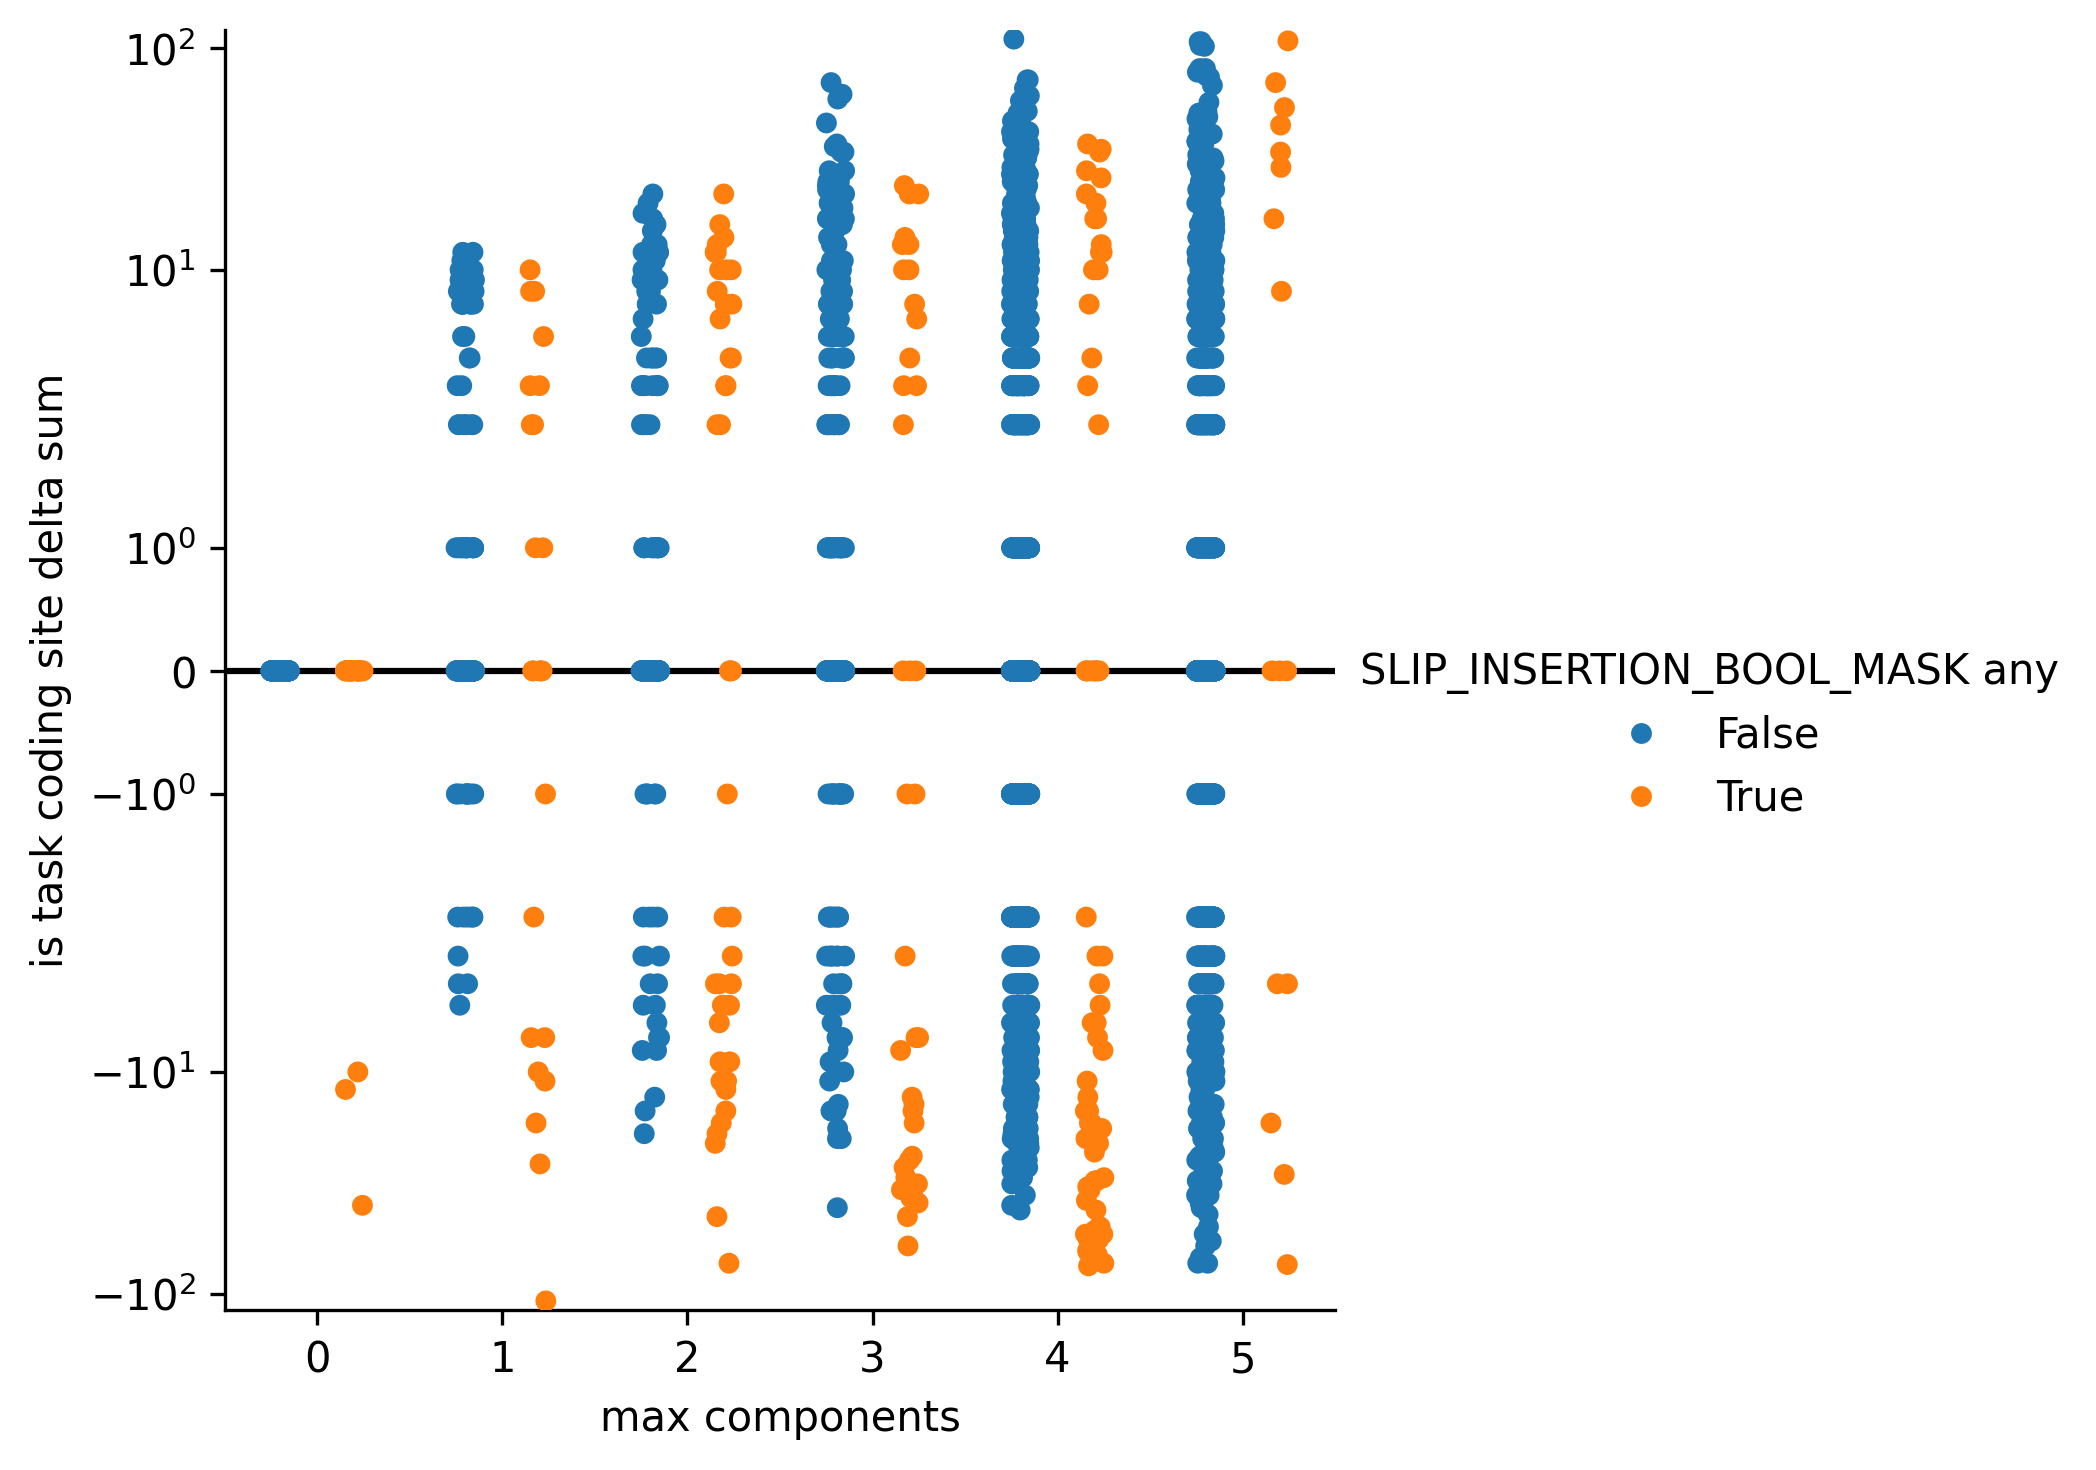 is task coding site delta sum
10²
10¹
10⁰
0
−10⁰
−10¹
−10²
0 1 2 3 4 5
max components
SLIP_INSERTION_BOOL_MASK any
False
True